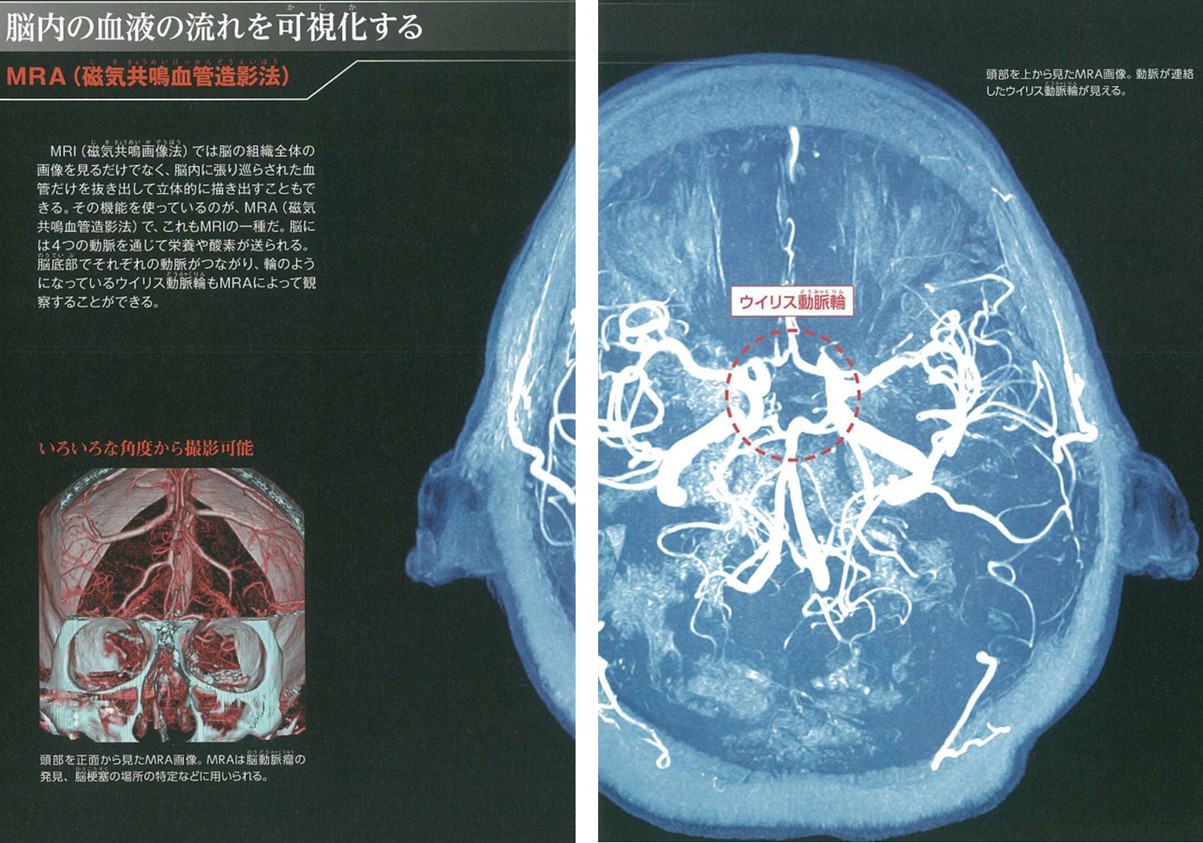 脳内の血液の流れを可視化する
MRA（磁気共鳴血管造影法）
MRI（磁気共鳴画像法）では脳の組織全体の
画像を見るだけでなく、脳内に張り巡らされた血
管だけを抜き出して立体的に描き出すこともで
きる。その機能を使っているのが、MRA（磁気
共鳴血管造影法）で、これもMRIの一種だ。脳に
は4つの動脈を通じて栄養や酸素が送られる。
脳底部でそれぞれの動脈がつながり、輪のよう
になっているウイリス動脈輪もMRAによって観
察することができる。
いろいろな角度から撮影可能
頭部を正面から見たMRA画像。MRAは脳動脈瘤の
発見、脳梗塞の場所の特定などに用いられる。
頭部を上から見たMRA画像。動脈が連絡
したウイリス動脈輪が見える。
ウイリス動脈輪